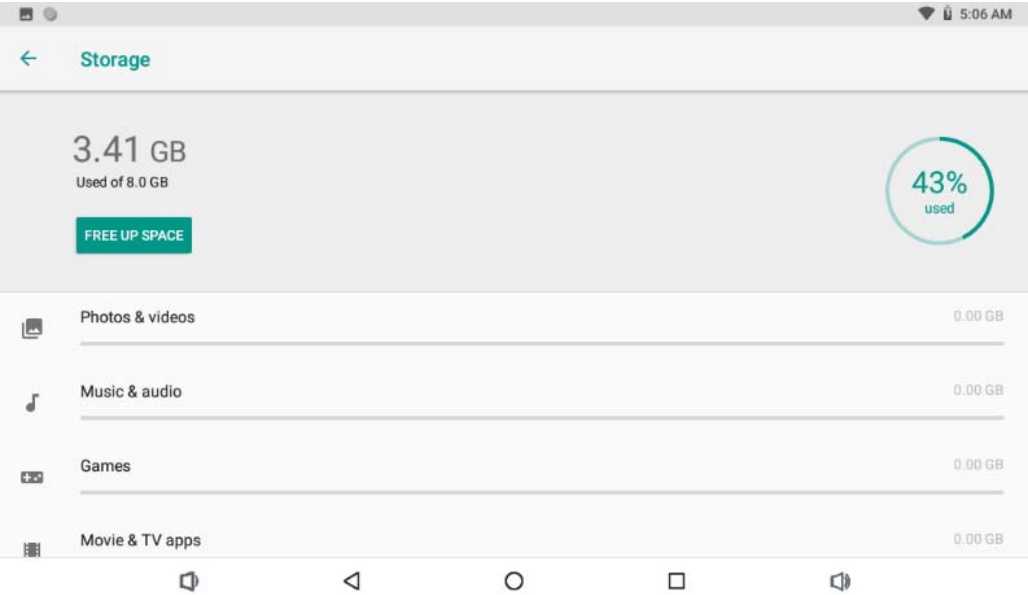 5:06 AM
Storage
3.41 GB
Used of 8.0 GB
FREE UP SPACE
43%
used
Photos & videos 0.00 GB
Music & audio 0.00 GB
Games 0.00 GB
Movie & TV apps 0.00 GB